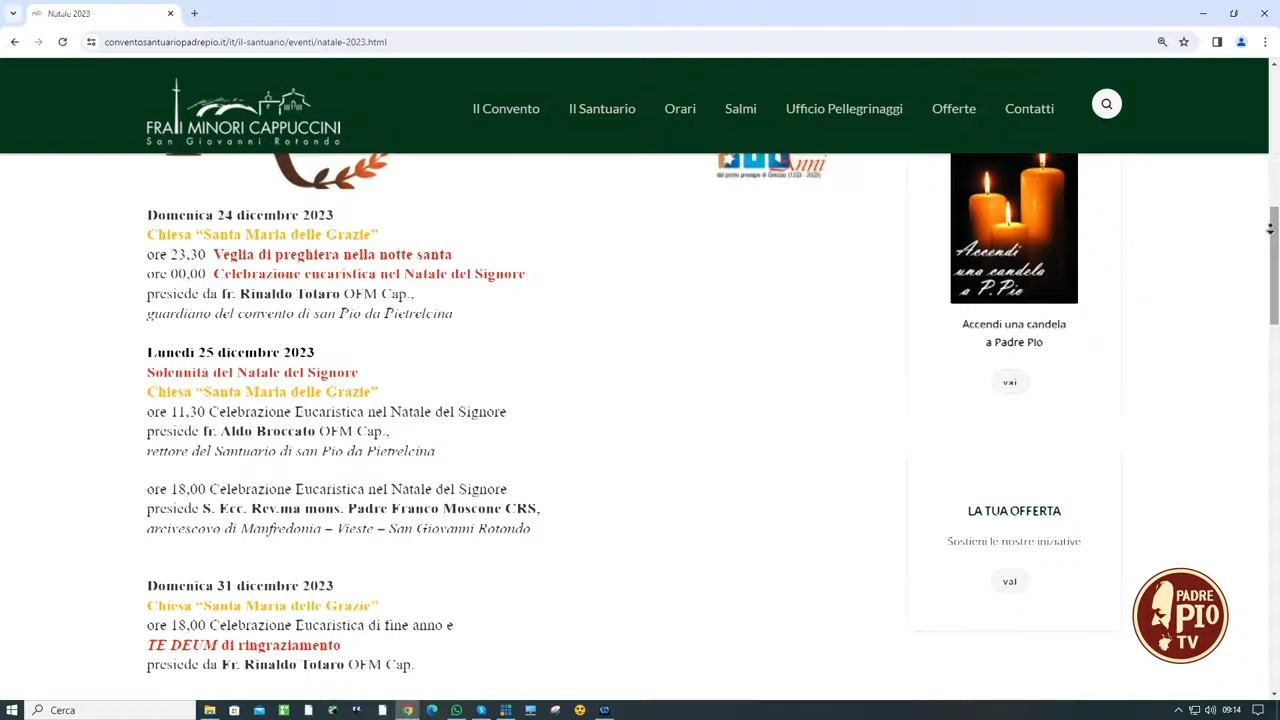 Natale 2023
conventosantuariopadrepio.it/it/il-santuario/eventi/natale-2023.html
FRATI MINORI CAPPUCCINI
San Giovanni Rotondo
Il Convento Il Santuario Orari Salmi Ufficio Pellegrinaggi Offerte Contatti
Anni
dal primo presepe di Greccio (1223-2023)
Domenica 24 dicembre 2023
Chiesa “Santa Maria delle Grazie”
ore 23,30 Veglia di preghiera nella notte santa
ore 00,00 Celebrazione eucaristica nel Natale del Signore
presiede da fr. Rinaldo Totaro OFM Cap.,
guardiano del convento di san Pio da Pietrelcina
Lunedì 25 dicembre 2023
Solennità del Natale del Signore
Chiesa “Santa Maria delle Grazie”
ore 11,30 Celebrazione Eucaristica nel Natale del Signore
presiede fr. Aldo Broccato OFM Cap.,
rettore del Santuario di san Pio da Pietrelcina
ore 18,00 Celebrazione Eucaristica nel Natale del Signore
presiede S. Ecc. Rev.ma mons. Padre Franco Moscone CRS,
arcivescovo di Manfredonia – Vieste – San Giovanni Rotondo
Domenica 31 dicembre 2023
Chiesa “Santa Maria delle Grazie”
ore 18,00 Celebrazione Eucaristica di fine anno e
TE DEUM di ringraziamento
presiede da Fr. Rinaldo Totaro OFM Cap.
Accendi
una candela
a P.Pio
Accendi una candela
a Padre Pio
vai
LA TUA OFFERTA
Sostieni le nostre iniziative
vai
PADRE
PIO
TV
Cerca
09:14